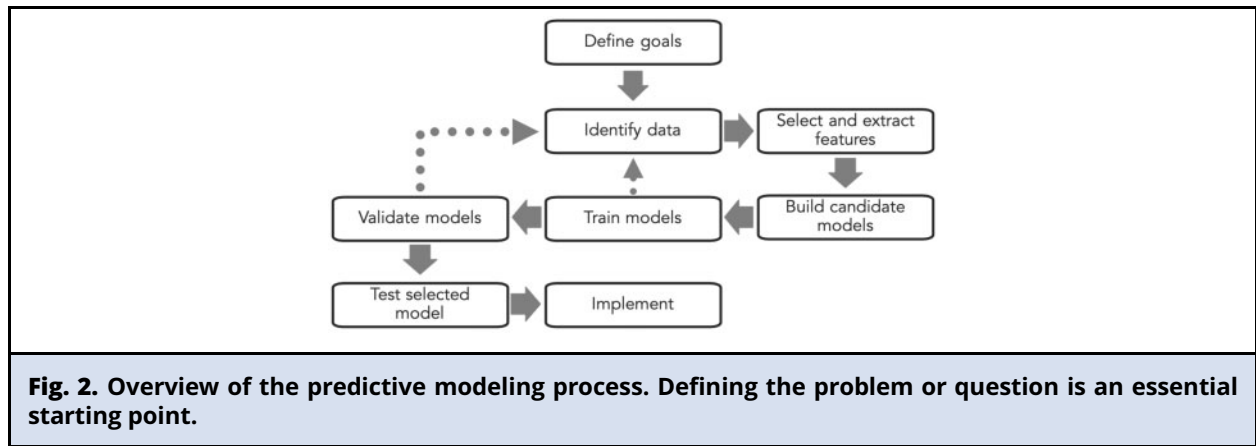 Define goals
Identify data
Select and extract
features
Validate models
Train models
Build candidate
models
Test selected
model
Implement
Fig. 2. Overview of the predictive modeling process. Defining the problem or question is an essential
starting point.